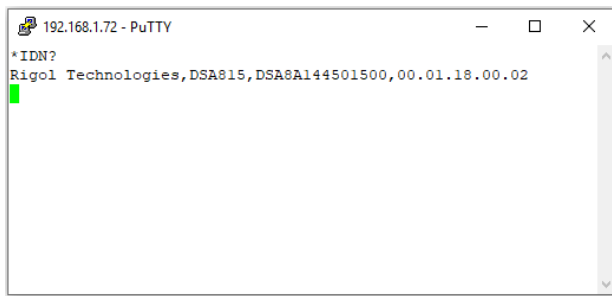 192.168.1.72 - PuTTY
*IDN?
Rigol Technologies,DSA815,DSA8A144501500,00.01.18.00.02